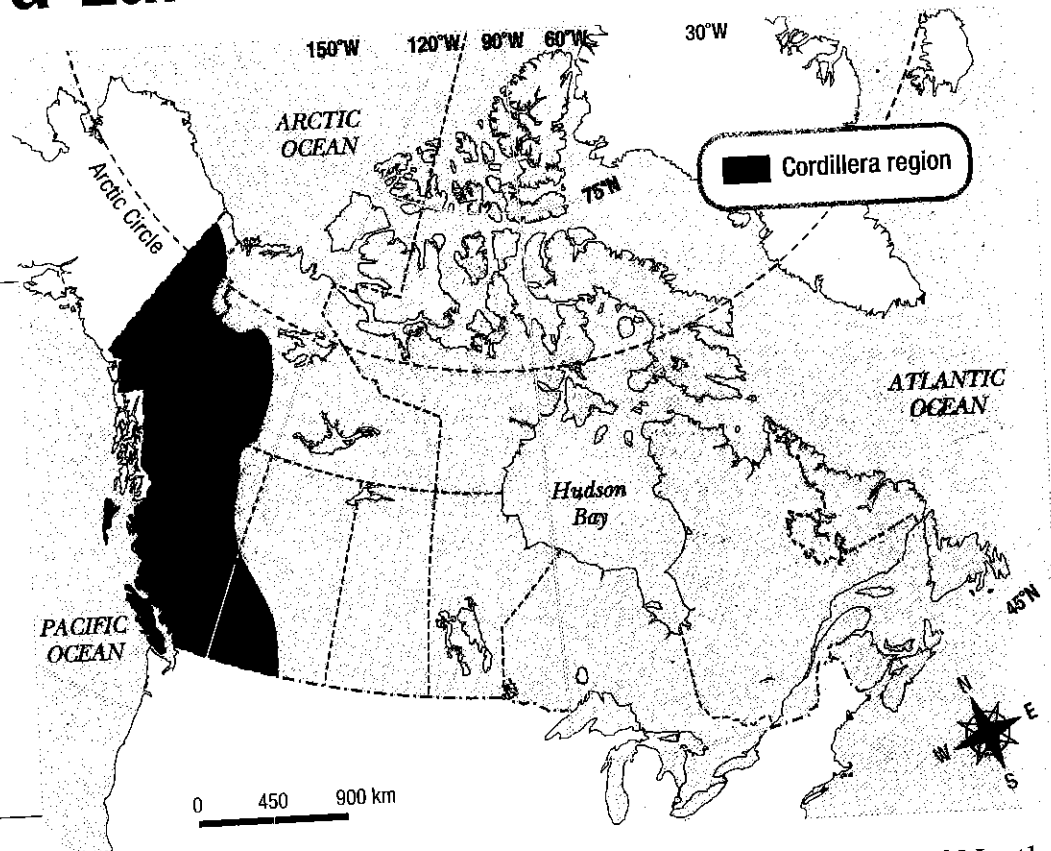 150°W 120°W 90°W 60°W 30°W
ARCTIC
OCEAN
Cordillera region
75°N
Arctic Circle
ATLANTIC
OCEAN
Hudson
Bay
45°N
PACIFIC
OCEAN
N
E
W
S
0 450 900 km